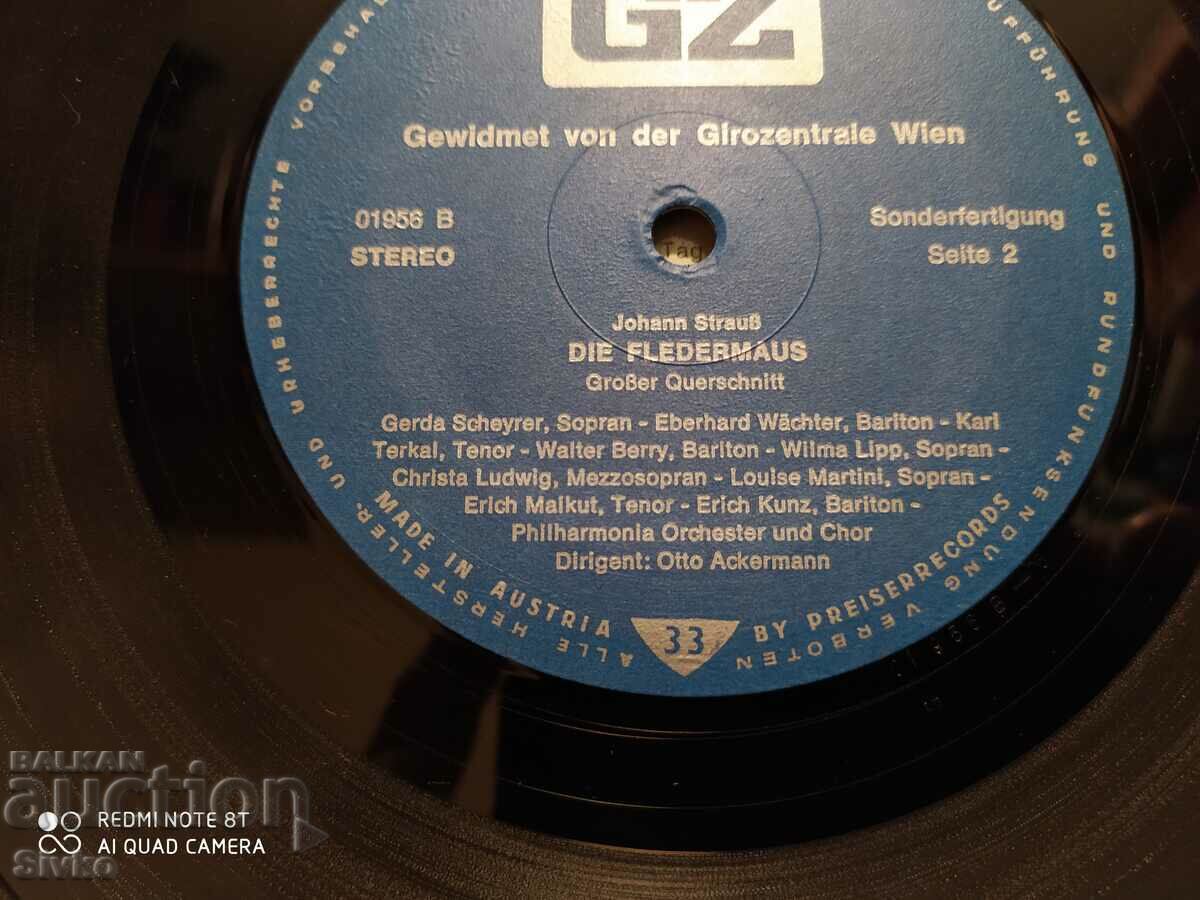 GZ
Gewidmet von der Girozentrale Wien
01956 B
STEREO
Sonderfertigung
Seite 2
Tag
Johann Strauß
DIE FLEDERMAUS
Großer Querschnitt
Gerda Scheyrer, Sopran - Eberhard Wächter, Bariton - Karl
Terkal, Tenor - Walter Berry, Bariton - Wilma Lipp, Sopran -
Christa Ludwig, Mezzosopran - Louise Martini, Sopran -
Erich Majkut, Tenor - Erich Kunz, Bariton -
Philharmonia Orchester und Chor
Dirigent: Otto Ackermann
MADE IN AUSTRIA 33 BY PREISERRECORDS
ALLE HERSTELLER- UND URHEBERRECHTE
UND RUNDFUNKSENDUNG VERBOTEN
BALKAN
auction
REDMI NOTE 8T
AI QUAD CAMERA
Sivko